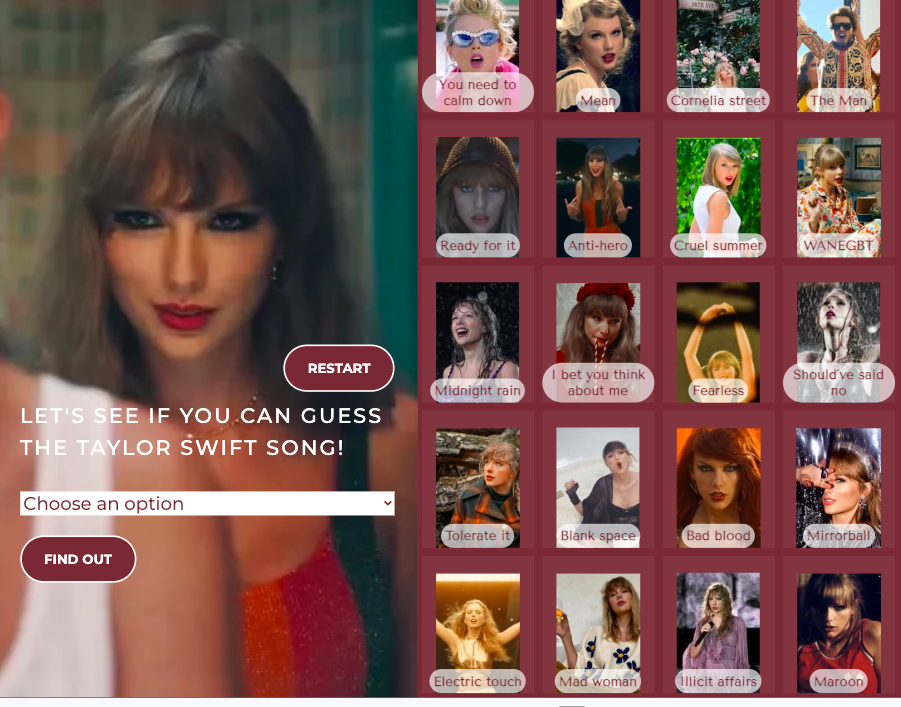 RESTART
LET'S SEE IF YOU CAN GUESS
THE TAYLOR SWIFT SONG!
Choose an option
FIND OUT
You need to
calm down
Mean
Cornelia street
The Man
Ready for it
Anti-hero
Cruel summer
WANEGBT
Midnight rain
I bet you think
about me
Fearless
Should've said
no
Tolerate it
Blank space
Bad blood
Mirrorball
Electric touch
Mad woman
Illicit affairs
Maroon